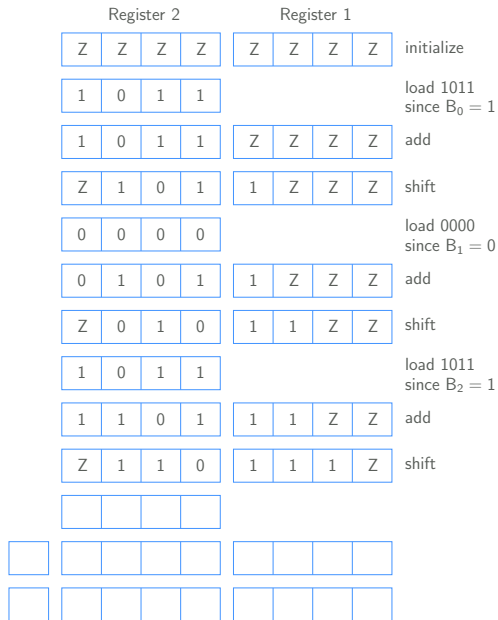 Register 2 Register 1
Z Z Z Z Z Z Z Z initialize
1 0 1 1 load 1011
since B₀ = 1
1 0 1 1 Z Z Z Z add
Z 1 0 1 1 Z Z Z shift
0 0 0 0 load 0000
since B₁ = 0
0 1 0 1 1 Z Z Z add
Z 0 1 0 1 1 Z Z shift
1 0 1 1 load 1011
since B₂ = 1
1 1 0 1 1 1 Z Z add
Z 1 1 0 1 1 1 Z shift